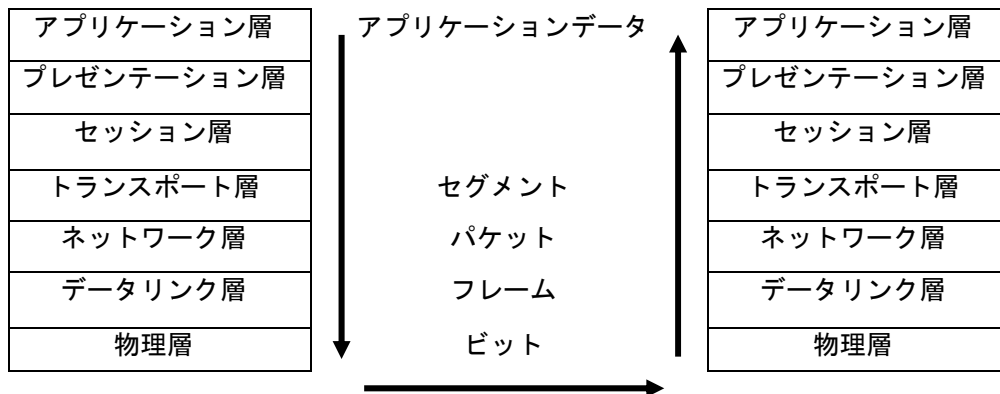 アプリケーション層
アプリケーションデータ
アプリケーション層
プレゼンテーション層
プレゼンテーション層
セッション層
セッション層
トランスポート層
セグメント
トランスポート層
ネットワーク層
パケット
ネットワーク層
データリンク層
フレーム
データリンク層
物理層
ビット
物理層